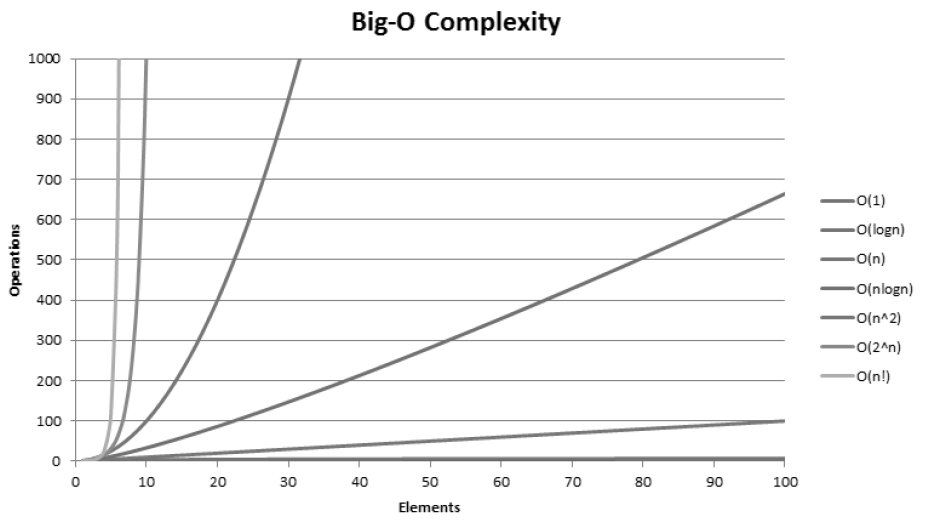 Big-O Complexity
1000
900
800
700
600
500
400
300
200
100
0
Operations
0 10 20 30 40 50 60 70 80 90 100
Elements
O(1)
O(logn)
O(n)
O(nlogn)
O(n^2)
O(2^n)
O(n!)